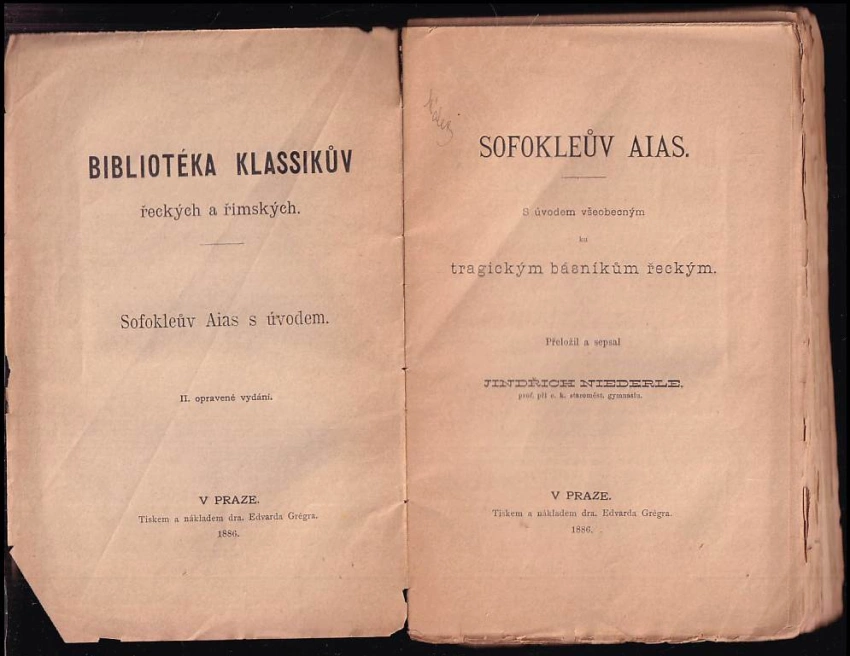 BIBLIOTÉKA KLASSIKŮV
řeckých a římských.
Sofokleův Aias s úvodem.
II. opravené vydání.
V PRAZE.
Tiskem a nákladem dra. Edvarda Grégra.
1886.
SOFOKLEŮV AIAS.
S úvodem všeobecným
ku
tragickým básníkům řeckým.
Přeložil a sepsal
JINDŘICH NIEDERLE,
prof. při c. k. staroměst. gymnasiu.
V PRAZE.
Tiskem a nákladem dra. Edvarda Grégra.
1886.